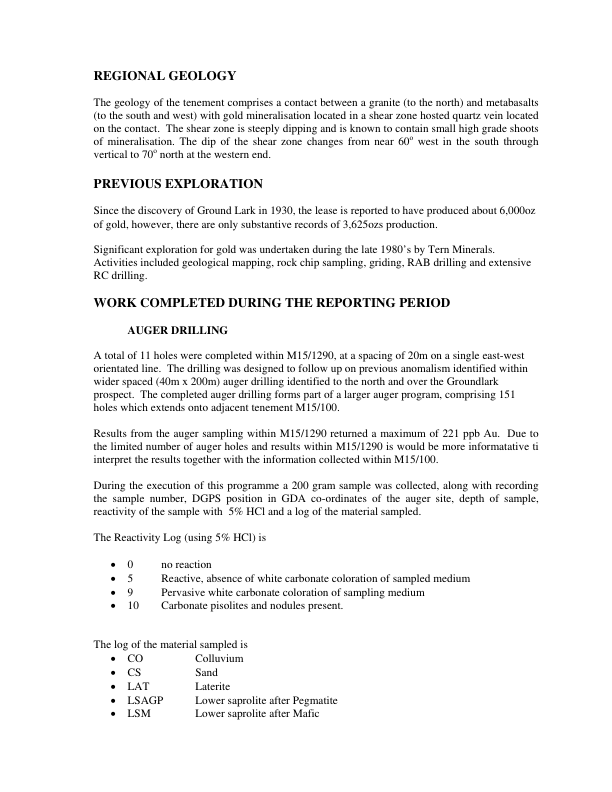 REGIONAL GEOLOGY
The geology of the tenement comprises a contact between a granite (to the north) and metabasalts
(to the south and west) with gold mineralisation located in a shear zone hosted quartz vein located
on the contact.  The shear zone is steeply dipping and is known to contain small high grade shoots
of mineralisation. The dip of the shear zone changes from near 60° west in the south through
vertical to 70° north at the western end.
PREVIOUS EXPLORATION
Since the discovery of Ground Lark in 1930, the lease is reported to have produced about 6,000oz
of gold, however, there are only substantive records of 3,625ozs production.
Significant exploration for gold was undertaken during the late 1980's by Tern Minerals.
Activities included geological mapping, rock chip sampling, griding, RAB drilling and extensive
RC drilling.
WORK COMPLETED DURING THE REPORTING PERIOD
AUGER DRILLING
A total of 11 holes were completed within M15/1290, at a spacing of 20m on a single east-west
orientated line.  The drilling was designed to follow up on previous anomalism identified within
wider spaced (40m x 200m) auger drilling identified to the north and over the Groundlark
prospect.  The completed auger drilling forms part of a larger auger program, comprising 151
holes which extends onto adjacent tenement M15/100.
Results from the auger sampling within M15/1290 returned a maximum of 221 ppb Au.  Due to
the limited number of auger holes and results within M15/1290 is would be more informatative ti
interpret the results together with the information collected within M15/100.
During the execution of this programme a 200 gram sample was collected, along with recording
the sample number, DGPS position in GDA co-ordinates of the auger site, depth of sample,
reactivity of the sample with  5% HCl and a log of the material sampled.
The Reactivity Log (using 5% HCl) is
• 0 no reaction
• 5 Reactive, absence of white carbonate coloration of sampled medium
• 9 Pervasive white carbonate coloration of sampling medium
• 10 Carbonate pisolites and nodules present.
The log of the material sampled is
• CO Colluvium
• CS Sand
• LAT Laterite
• LSAGP Lower saprolite after Pegmatite
• LSM Lower saprolite after Mafic